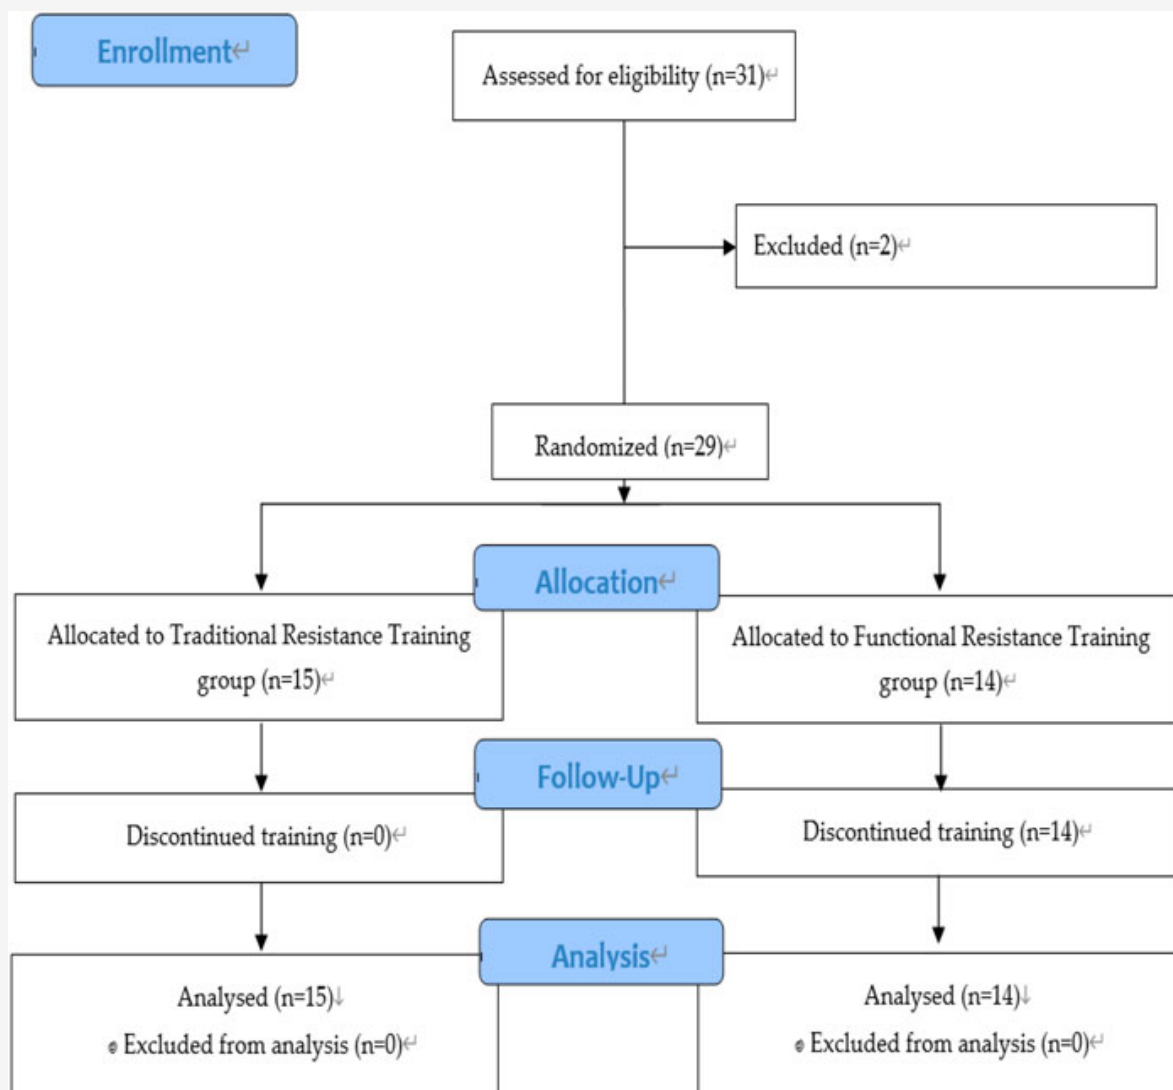 Enrollment↵
Assessed for eligibility (n=31)↵
Excluded (n=2)↵
Randomized (n=29)↵
Allocation↵
Allocated to Traditional Resistance Training
group (n=15)↵
Allocated to Functional Resistance Training
group (n=14)↵
Follow-Up↵
Discontinued training (n=0)↵
Discontinued training (n=14)↵
Analysis↵
Analysed (n=15)↓
• Excluded from analysis (n=0)↵
Analysed (n=14)↓
• Excluded from analysis (n=0)↵